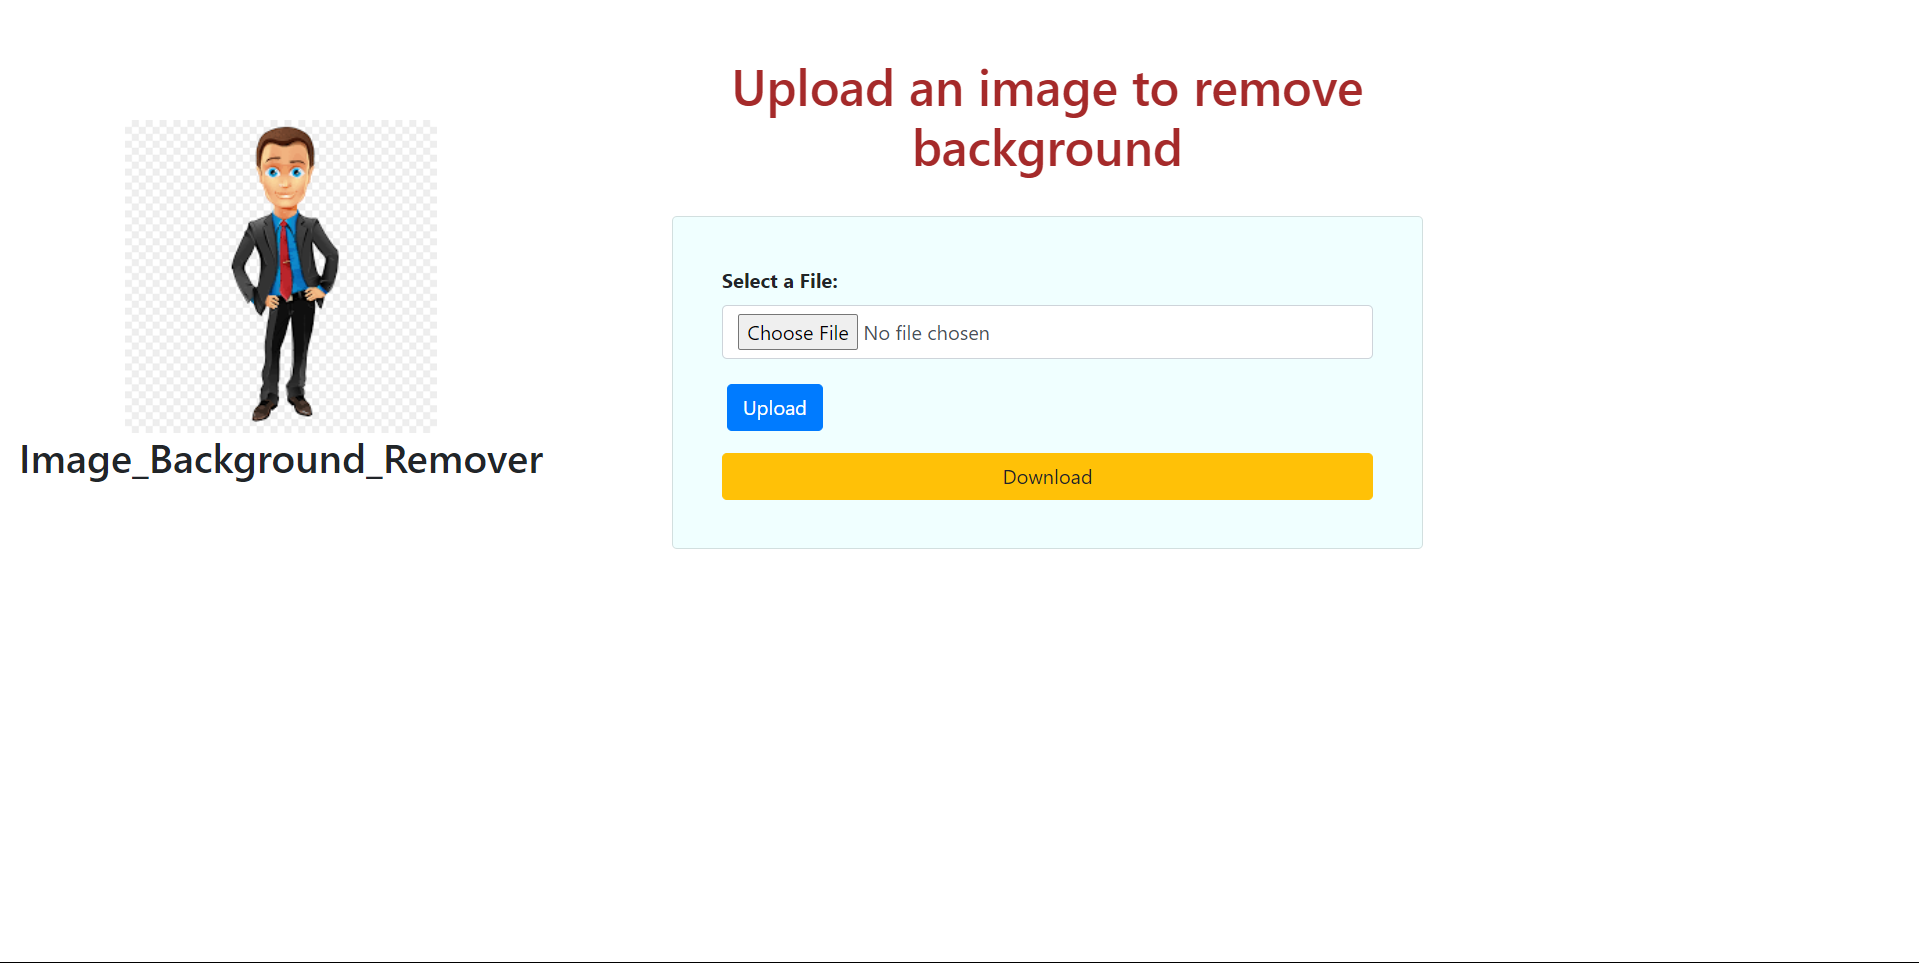 Upload an image to remove
background
Image_Background_Remover
Select a File:
Choose File No file chosen
Upload
Download